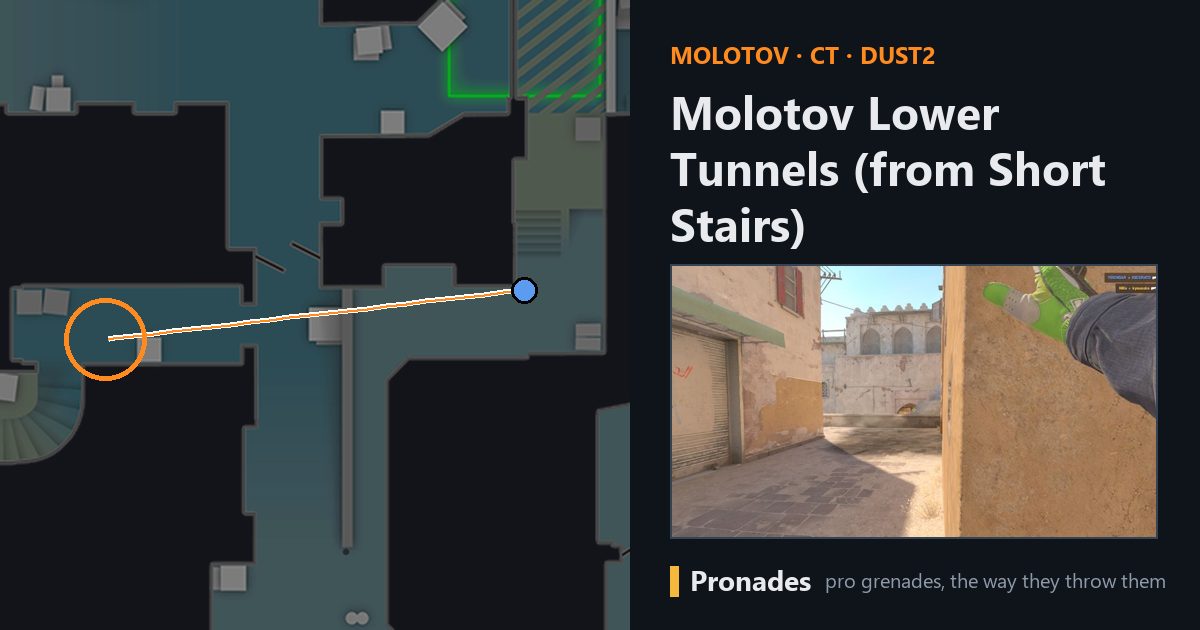 MOLOTOV · CT · DUST2
Molotov Lower
Tunnels (from Short
Stairs)
Pronades pro grenades, the way they throw them